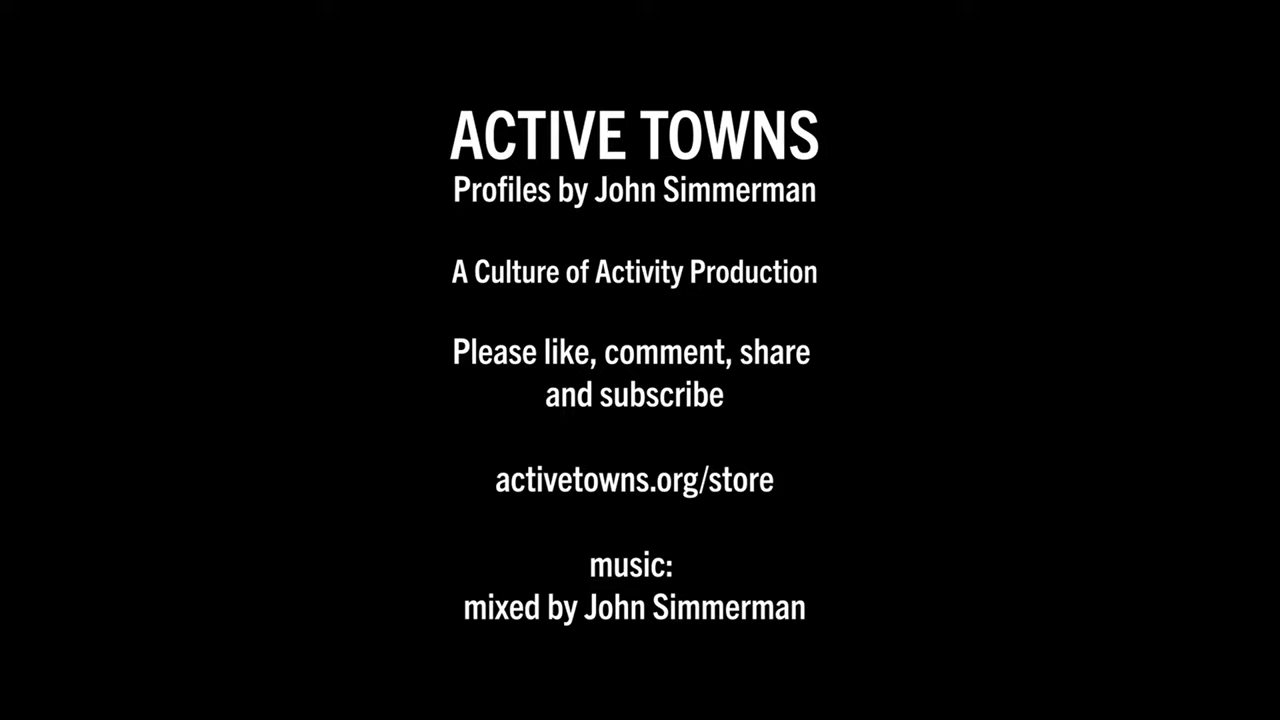 ACTIVE TOWNS
Profiles by John Simmerman
A Culture of Activity Production
Please like, comment, share
and subscribe
activetowns.org/store
music:
mixed by John Simmerman